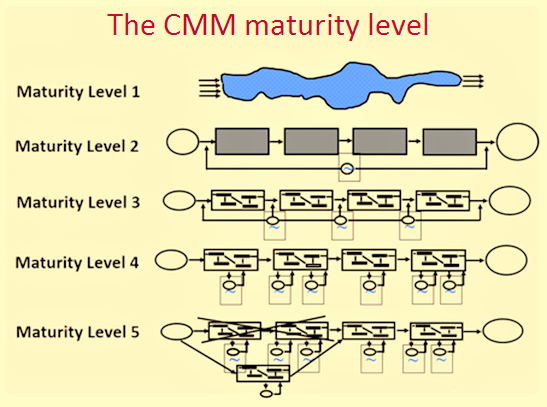 The CMM maturity level
Maturity Level 1
Maturity Level 2
Maturity Level 3
Maturity Level 4
Maturity Level 5